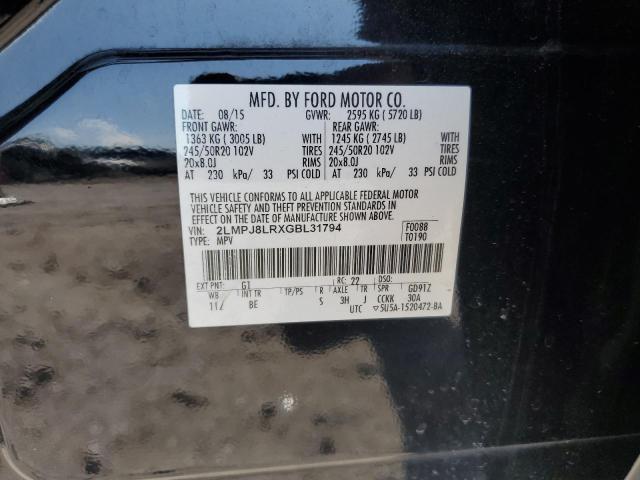 MFD. BY FORD MOTOR CO.
DATE: 08/15 GVWR: 2595 KG ( 5720 LB)
FRONT GAWR: REAR GAWR:
1363 KG ( 3005 LB) WITH 1245 KG ( 2745 LB) WITH
245/50R20 102V TIRES 245/50R20 102V TIRES
20x8.0J RIMS 20x8.0J RIMS
AT 230 kPa/ 33 PSI COLD AT 230 kPa/ 33 PSI COLD
THIS VEHICLE CONFORMS TO ALL APPLICABLE FEDERAL MOTOR
VEHICLE SAFETY AND THEFT PREVENTION STANDARDS IN
EFFECT ON THE DATE OF MANUFACTURE SHOWN ABOVE.
VIN: 2LMPJ8LRXGBL31794 F0088
TYPE: MPV T0190
EXT PNT: G1 RC: 22 DSO:
WB INT TR TP/PS R AXLE TR SPR GD91Z
112 BE S 3H J CCKK 30A
UTC 5U5A-1520472-BA